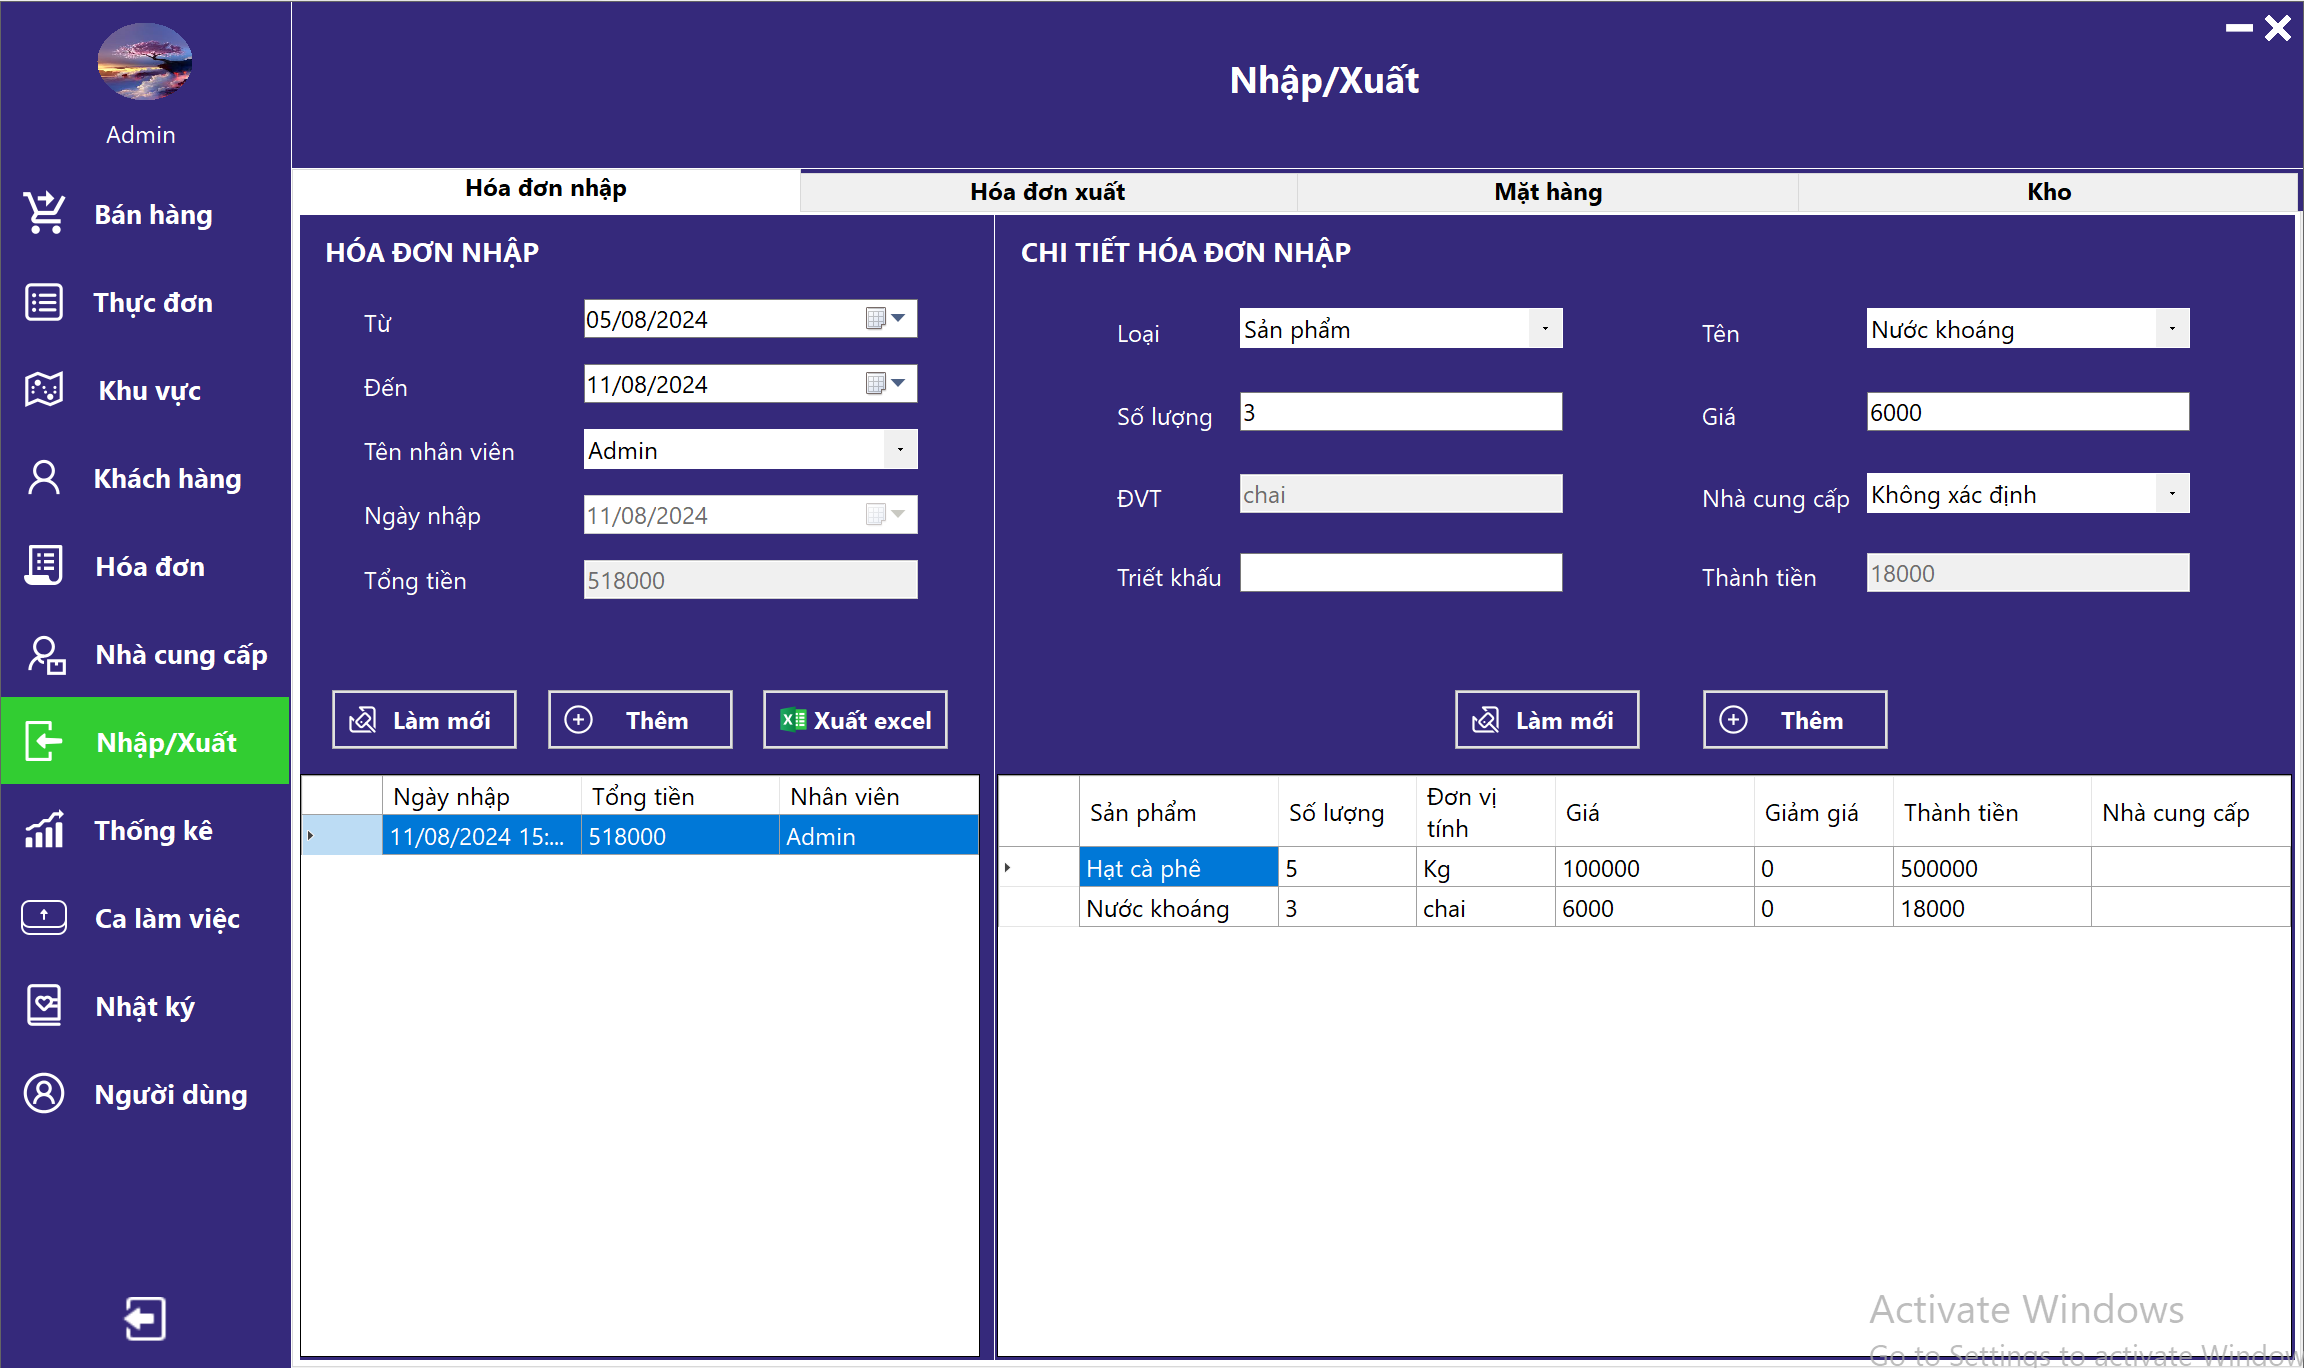 Nhập/Xuất
Admin
Bán hàng
Thực đơn
Khu vực
Khách hàng
Hóa đơn
Nhà cung cấp
Nhập/Xuất
Thống kê
Ca làm việc
Nhật ký
Người dùng
Hóa đơn nhập
Hóa đơn xuất
Mặt hàng
Kho
HÓA ĐƠN NHẬP
Từ 05/08/2024
Đến 11/08/2024
Tên nhân viên Admin
Ngày nhập 11/08/2024
Tổng tiền 518000
Làm mới
Thêm
Xuất excel
Ngày nhập Tổng tiền Nhân viên
11/08/2024 15:... 518000 Admin
CHI TIẾT HÓA ĐƠN NHẬP
Loại Sản phẩm Tên Nước khoáng
Số lượng 3 Giá 6000
ĐVT chai Nhà cung cấp Không xác định
Triết khấu Thành tiền 18000
Làm mới
Thêm
Sản phẩm Số lượng Đơn vị tính Giá Giảm giá Thành tiền Nhà cung cấp
Hạt cà phê 5 Kg 100000 0 500000
Nước khoáng 3 chai 6000 0 18000
Activate Windows
Go to Settings to activate Window